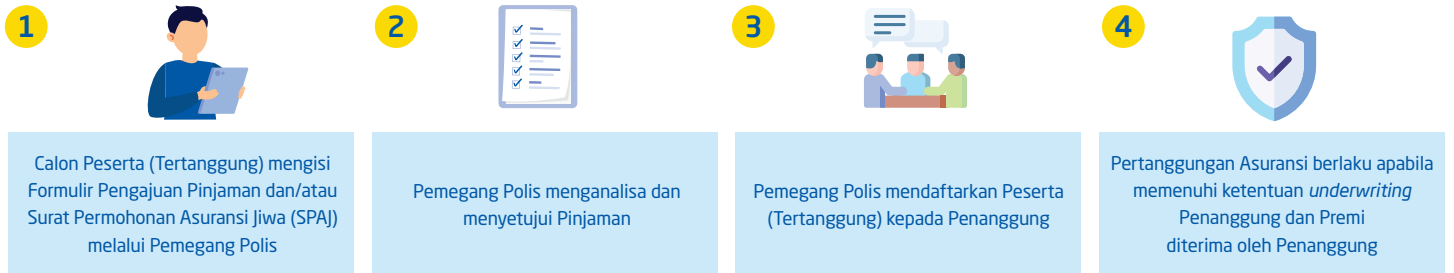 1
Calon Peserta (Tertanggung) mengisi
Formulir Pengajuan Pinjaman dan/atau
Surat Permohonan Asuransi Jiwa (SPAJ)
melalui Pemegang Polis
2
Pemegang Polis menganalisa dan
menyetujui Pinjaman
3
Pemegang Polis mendaftarkan Peserta
(Tertanggung) kepada Penanggung
4
Pertanggungan Asuransi berlaku apabila
memenuhi ketentuan underwriting
Penanggung dan Premi
diterima oleh Penanggung